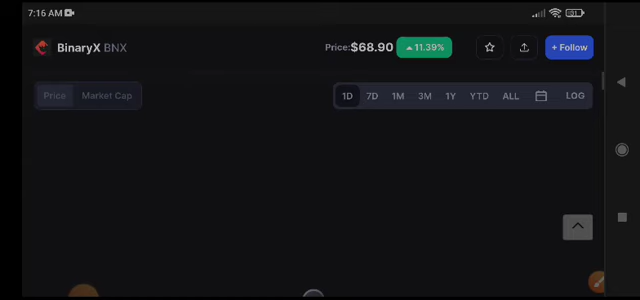 7:16 AM
BinaryX BNX
Price:$68.90 11.39%
+ Follow
Price Market Cap
1D 7D 1M 3M 1Y YTD ALL LOG